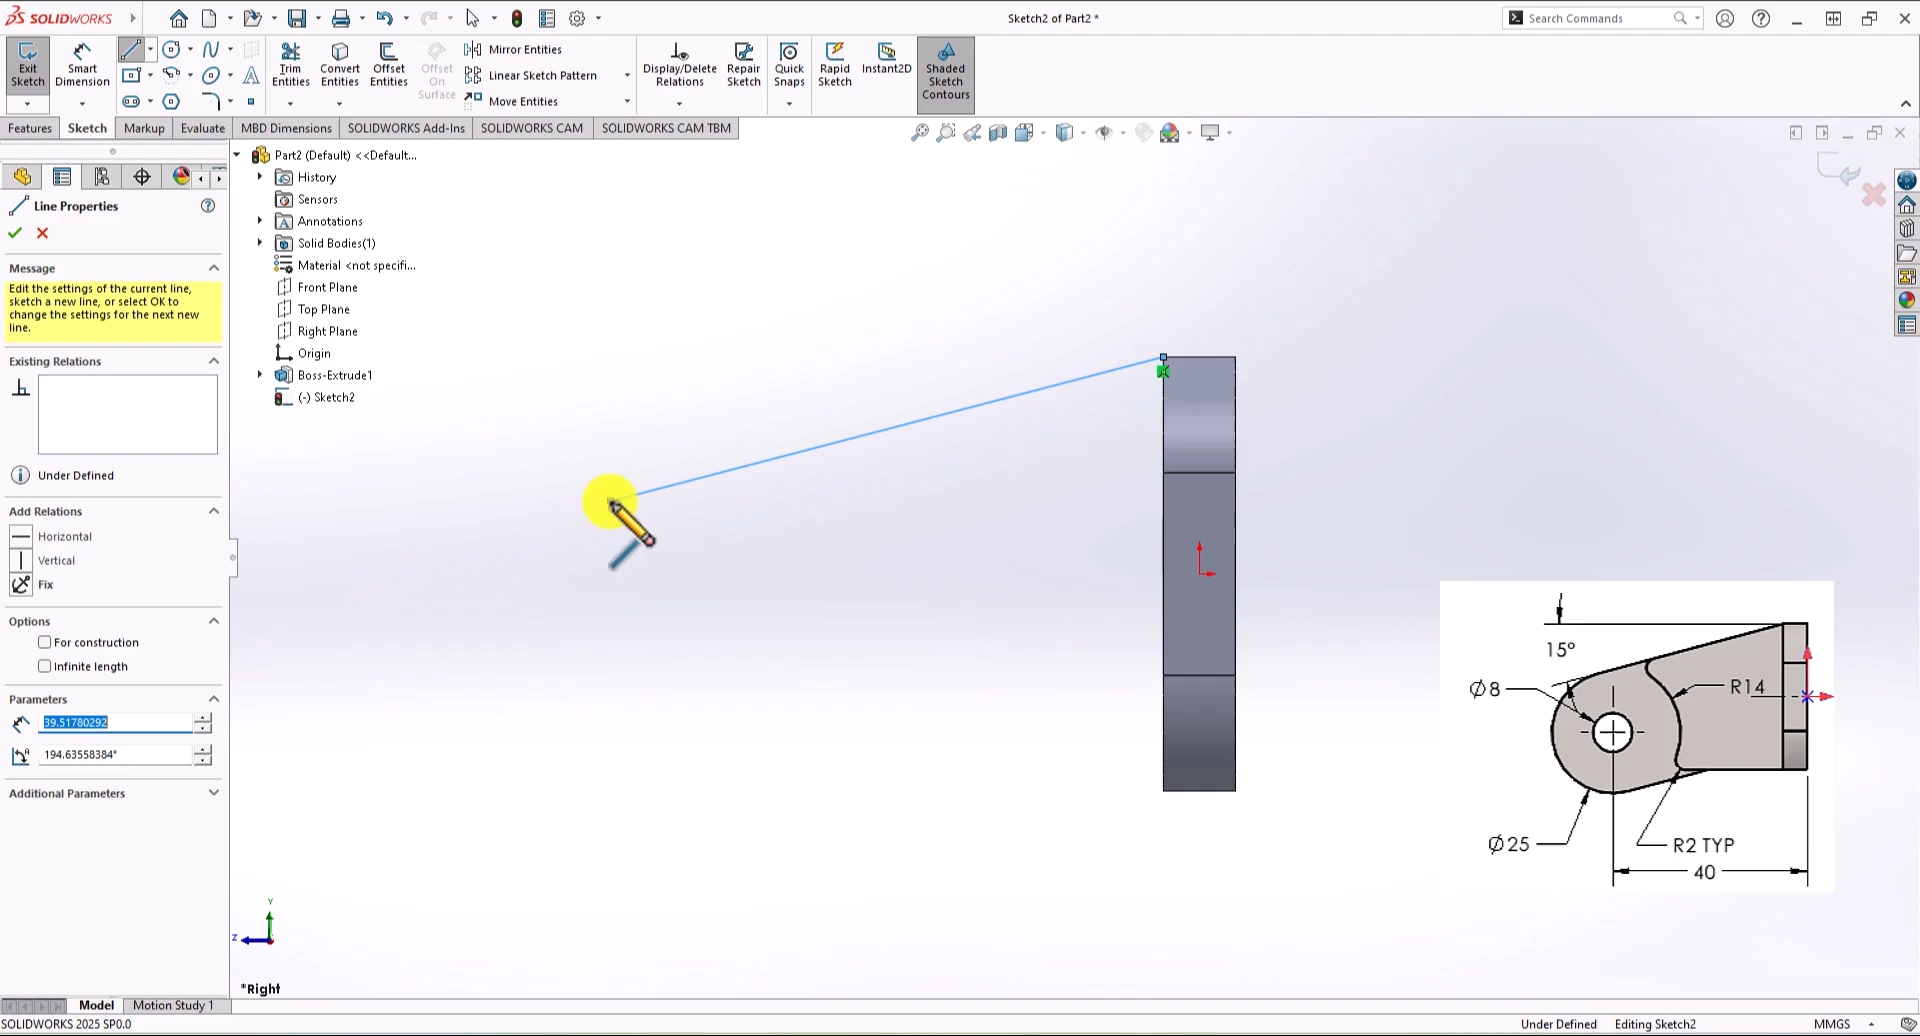 SOLIDWORKS
Sketch2 of Part2 *
Search Commands
Exit
Sketch
Smart
Dimension
Trim
Entities
Convert
Entities
Offset
Entities
Offset
On
Surface
Mirror Entities
Linear Sketch Pattern
Move Entities
Display/Delete
Relations
Repair
Sketch
Quick
Snaps
Rapid
Sketch
Instant2D
Shaded
Sketch
Contours
Features
Sketch
Markup
Evaluate
MBD Dimensions
SOLIDWORKS Add-Ins
SOLIDWORKS CAM
SOLIDWORKS CAM TBM
Line Properties
Message
Edit the settings of the current line,
sketch a new line, or select OK to
change the settings for the next new
line.
Existing Relations
Under Defined
Add Relations
Horizontal
Vertical
Fix
Options
For construction
Infinite length
Parameters
39.51780292
194.63558384°
Additional Parameters
Part2 (Default) <<Default...
History
Sensors
Annotations
Solid Bodies(1)
Material <not specifi...
Front Plane
Top Plane
Right Plane
Origin
Boss-Extrude1
(-) Sketch2
15°
Ø8
R14
Ø25
R2 TYP
40
Y
Z
*Right
Model
Motion Study 1
SOLIDWORKS 2025 SP0.0
Under Defined
Editing Sketch2
MMGS